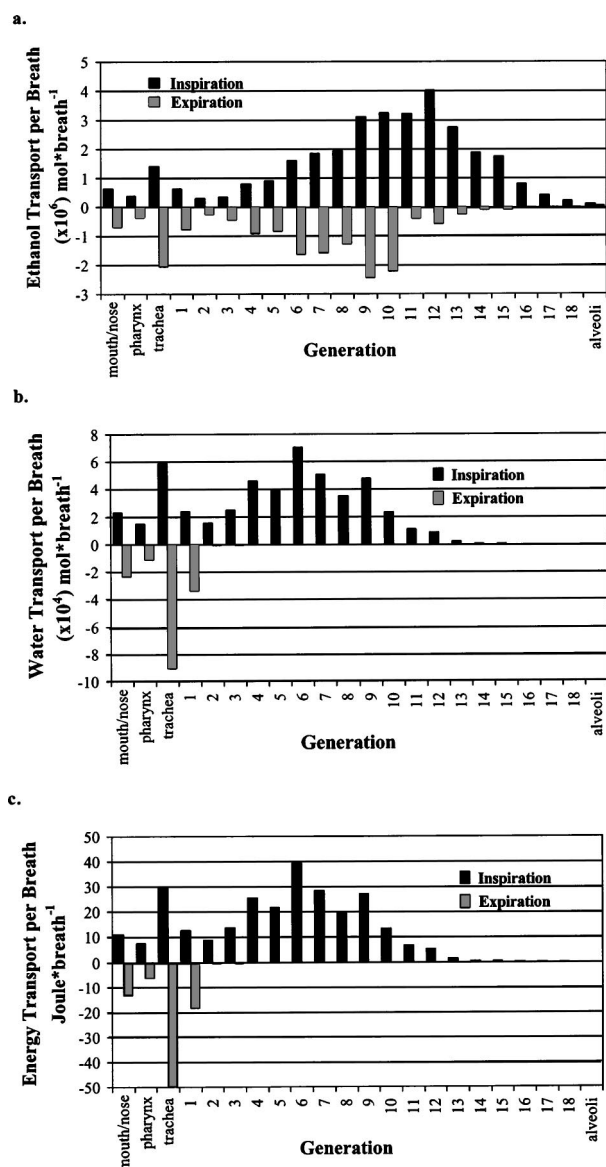 a.
Ethanol Transport per Breath
(x10⁶) mol*breath⁻¹
5
4
3
2
1
0
-1
-2
-3
Inspiration
Expiration
mouth/nose
pharynx
trachea
1
2
3
4
5
6
7
8
9
10
11
12
13
14
15
16
17
18
alveoli
Generation
b.
Water Transport per Breath
(x10⁴) mol*breath⁻¹
8
6
4
2
0
-2
-4
-6
-8
-10
Inspiration
Expiration
mouth/nose
pharynx
trachea
1
2
3
4
5
6
7
8
9
10
11
12
13
14
15
16
17
18
alveoli
Generation
c.
Energy Transport per Breath
Joule*breath⁻¹
50
40
30
20
10
0
-10
-20
-30
-40
-50
Inspiration
Expiration
mouth/nose
pharynx
trachea
1
2
3
4
5
6
7
8
9
10
11
12
13
14
15
16
17
18
alveoli
Generation